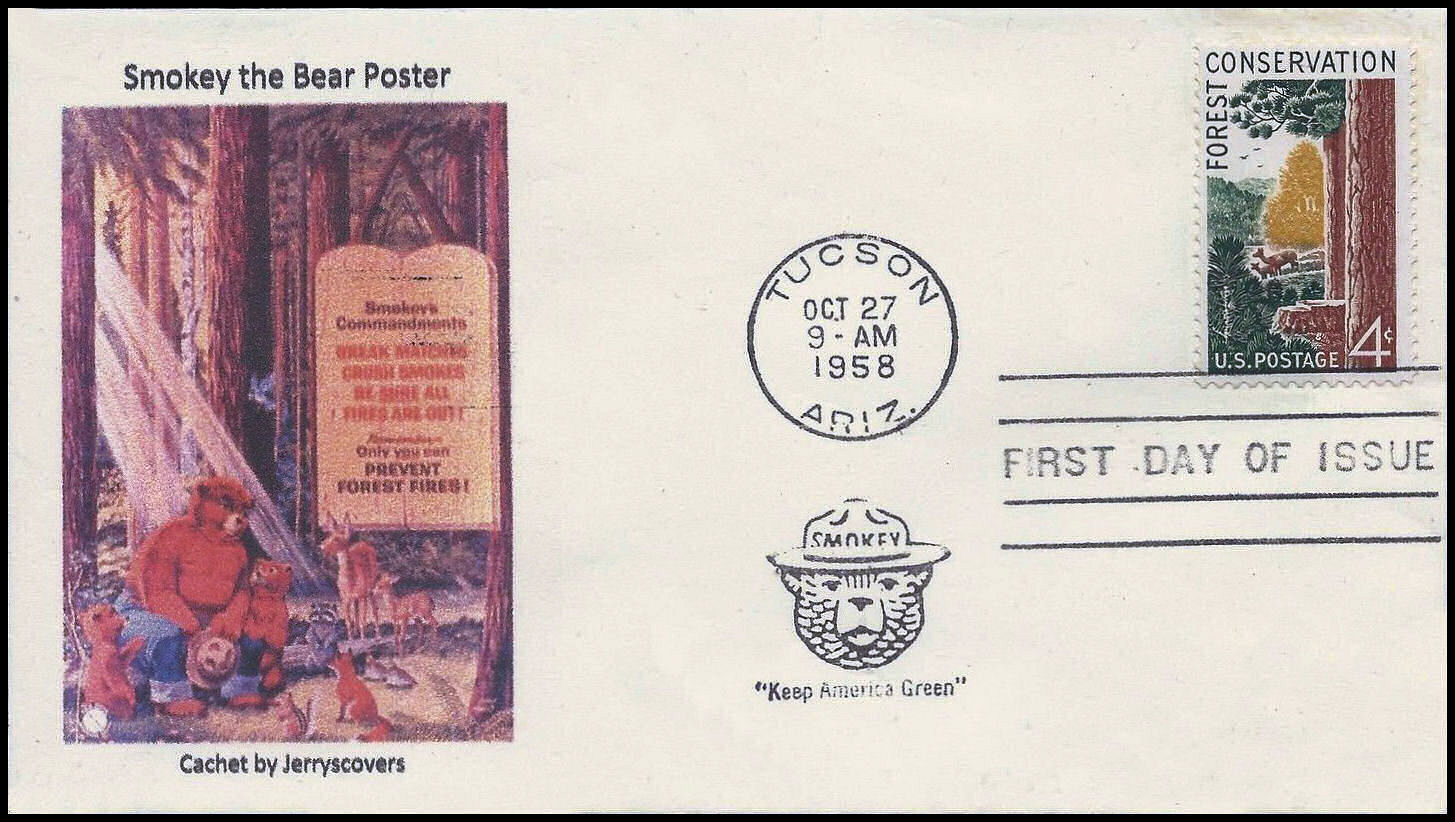 Smokey the Bear Poster
Smokey's
Commandments
BREAK MATCHES
CRUSH SMOKES
BE SURE ALL
FIRES ARE OUT!
Remember
Only you can
PREVENT
FOREST FIRES!
Cachet by Jerryscovers
TUCSON
OCT 27
9-AM
1958
ARIZ.
SMOKEY
"Keep America Green"
FOREST
CONSERVATION
U.S. POSTAGE 4¢
FIRST DAY OF ISSUE